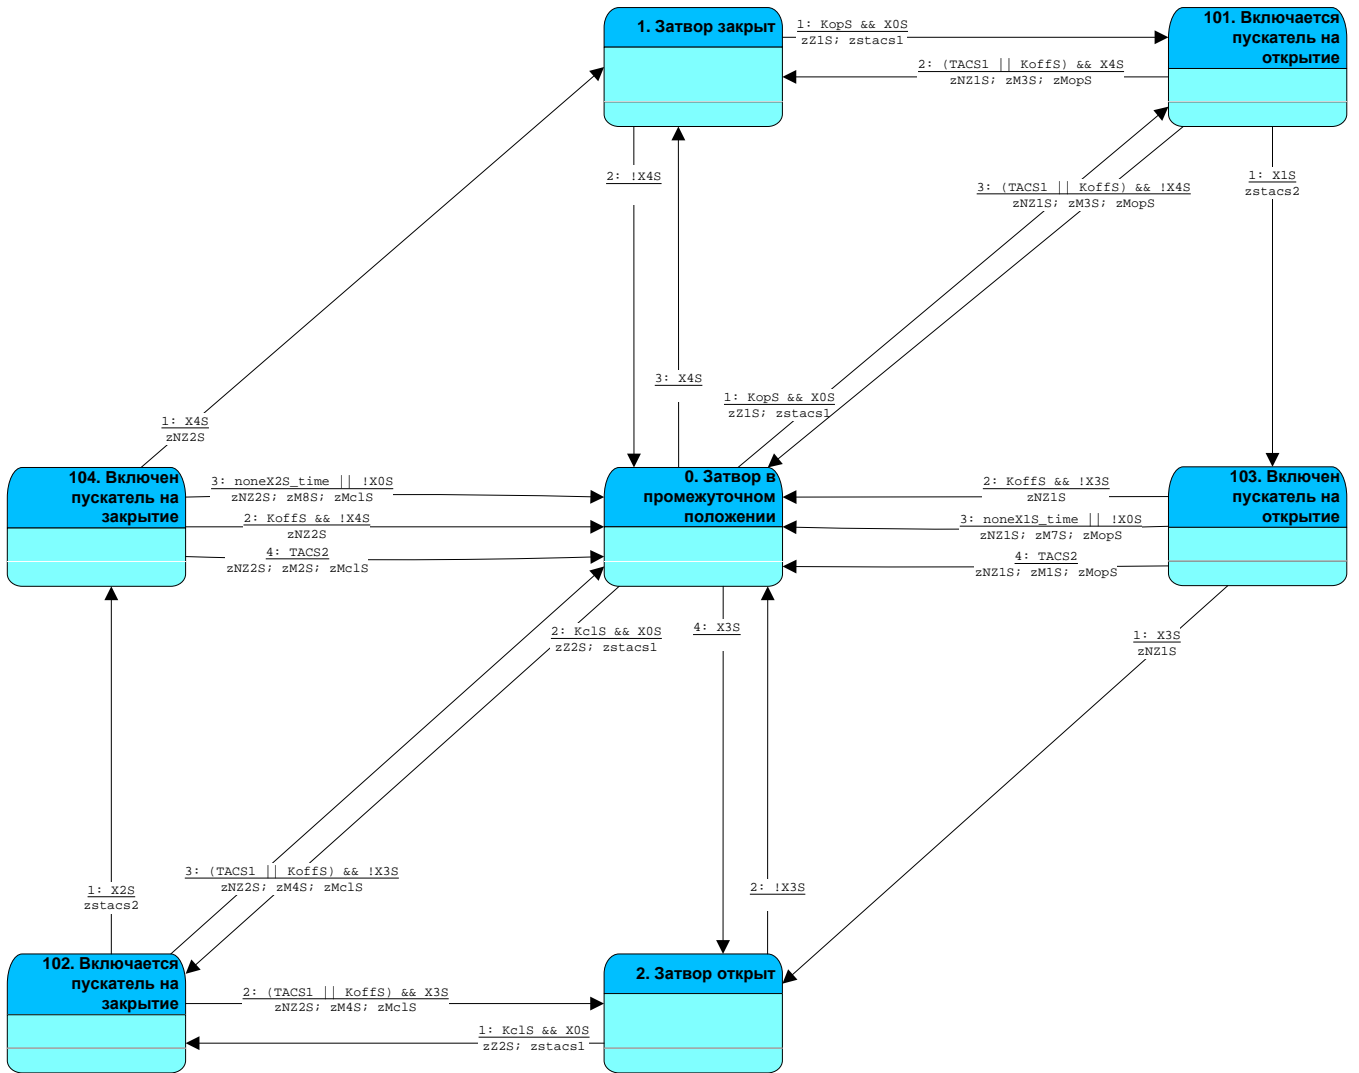 1. Затвор закрыт
1: KopS && X0S
zZ1S; zstacs1
101. Включается
пускатель на
открытие
2: (TACS1 || KoffS) && X4S
zNZ1S; zM3S; zMopS
2: !X4S
3: (TACS1 || KoffS) && !X4S
zNZ1S; zM3S; zMopS
1: X1S
zstacs2
3: X4S
1: KopS && X0S
zZ1S; zstacs1
1: X4S
zNZ2S
104. Включен
пускатель на
закрытие
3: noneX2S_time || !X0S
zNZ2S; zM8S; zMclS
2: KoffS && !X4S
zNZ2S
4: TACS2
zNZ2S; zM2S; zMclS
0. Затвор в
промежуточном
положении
2: KoffS && !X3S
zNZ1S
3: noneX1S_time || !X0S
zNZ1S; zM7S; zMopS
4: TACS2
zNZ1S; zM1S; zMopS
103. Включен
пускатель на
открытие
2: KclS && X0S
zZ2S; zstacs1
4: X3S
1: X3S
zNZ1S
3: (TACS1 || KoffS) && !X3S
zNZ2S; zM4S; zMclS
1: X2S
zstacs2
2: !X3S
102. Включается
пускатель на
закрытие
2: (TACS1 || KoffS) && X3S
zNZ2S; zM4S; zMclS
1: KclS && X0S
zZ2S; zstacs1
2. Затвор открыт